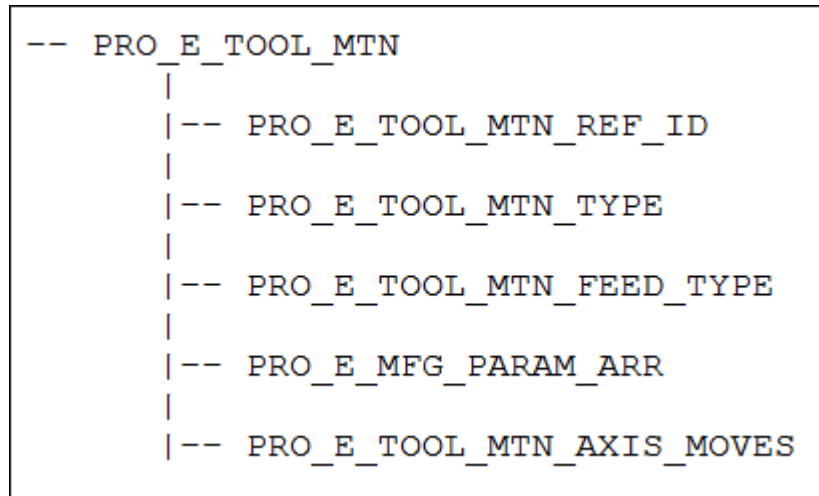 -- PRO_E_TOOL_MTN
|
|-- PRO_E_TOOL_MTN_REF_ID
|
|-- PRO_E_TOOL_MTN_TYPE
|
|-- PRO_E_TOOL_MTN_FEED_TYPE
|
|-- PRO_E_MFG_PARAM_ARR
|
|-- PRO_E_TOOL_MTN_AXIS_MOVES